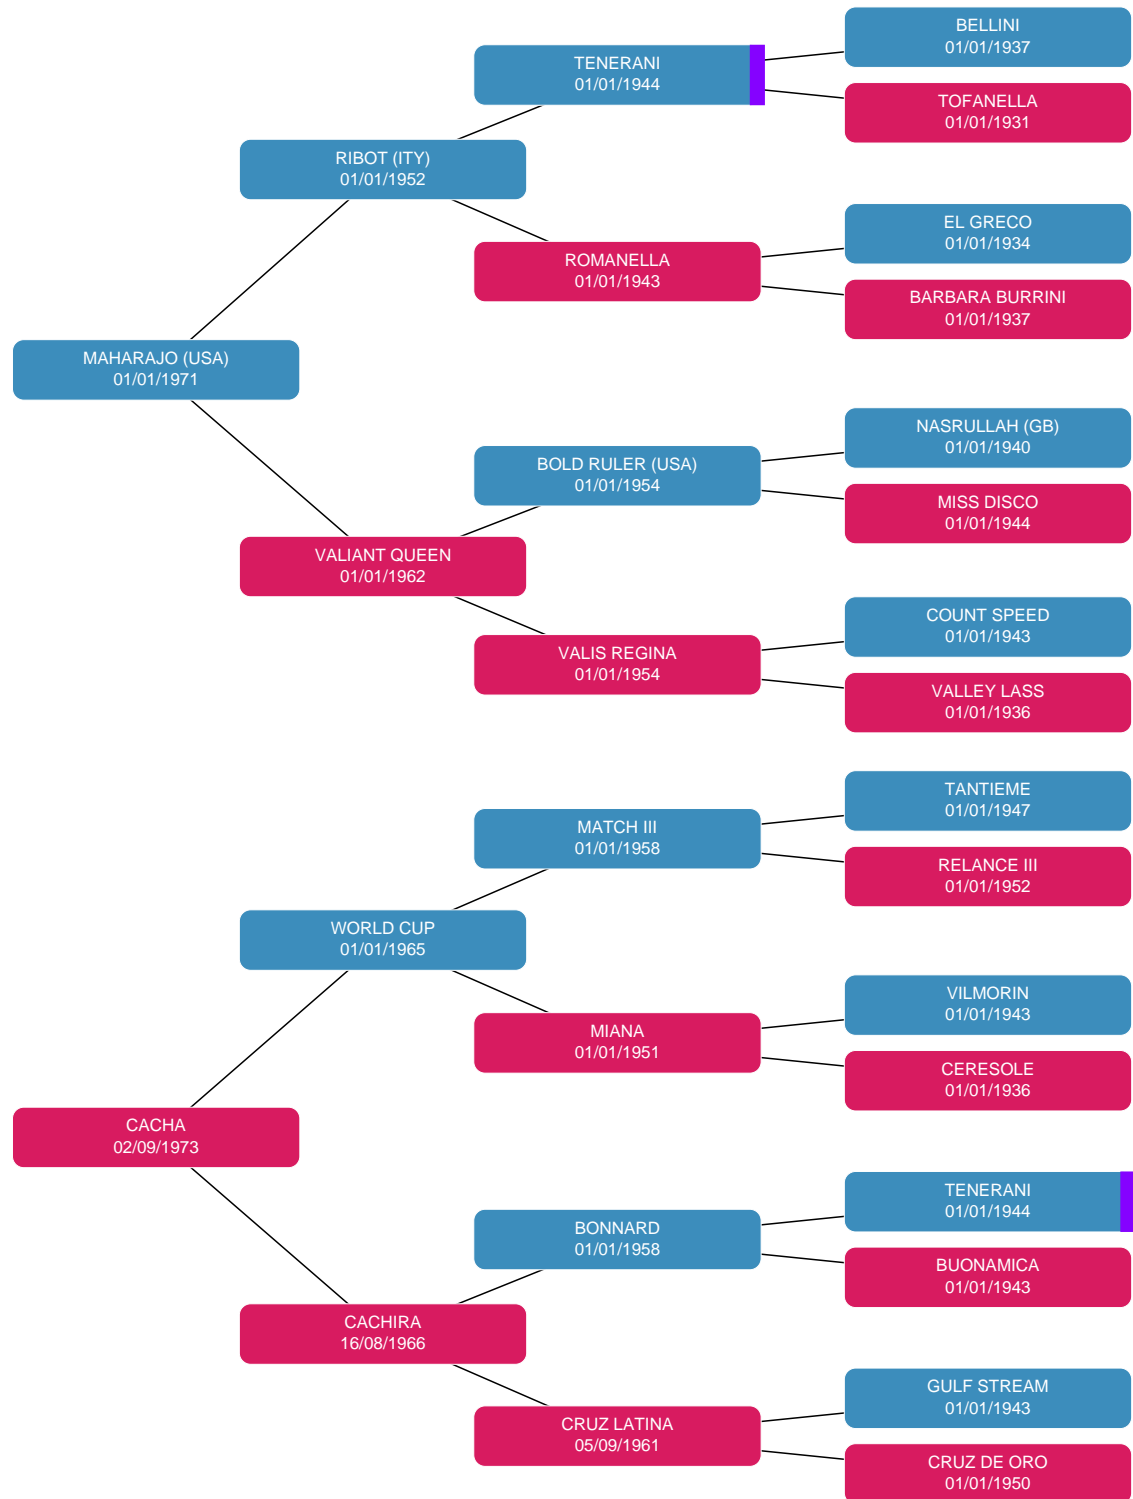 BELLINI
01/01/1937
TENERANI
01/01/1944
TOFANELLA
01/01/1931
RIBOT (ITY)
01/01/1952
EL GRECO
01/01/1934
ROMANELLA
01/01/1943
BARBARA BURRINI
01/01/1937
MAHARAJO (USA)
01/01/1971
NASRULLAH (GB)
01/01/1940
BOLD RULER (USA)
01/01/1954
MISS DISCO
01/01/1944
VALIANT QUEEN
01/01/1962
COUNT SPEED
01/01/1943
VALIS REGINA
01/01/1954
VALLEY LASS
01/01/1936
TANTIEME
01/01/1947
MATCH III
01/01/1958
RELANCE III
01/01/1952
WORLD CUP
01/01/1965
VILMORIN
01/01/1943
MIANA
01/01/1951
CERESOLE
01/01/1936
CACHA
02/09/1973
TENERANI
01/01/1944
BONNARD
01/01/1958
BUONAMICA
01/01/1943
CACHIRA
16/08/1966
GULF STREAM
01/01/1943
CRUZ LATINA
05/09/1961
CRUZ DE ORO
01/01/1950